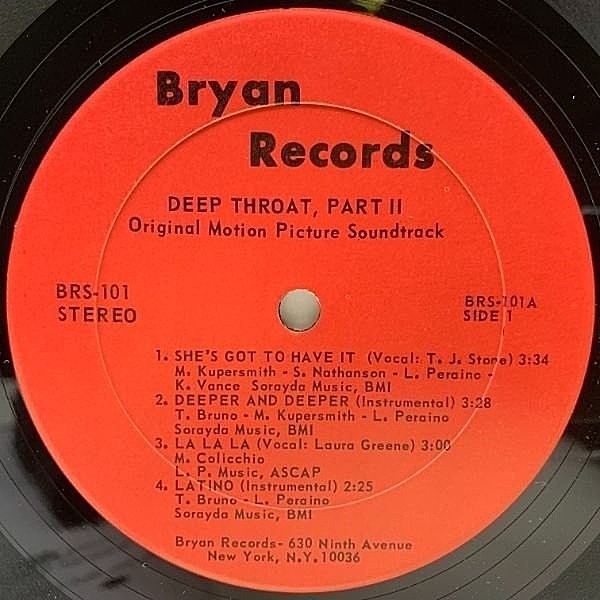 Bryan
Records
DEEP THROAT, PART II
Original Motion Picture Soundtrack
BRS-101
STEREO
BRS-101A
SIDE 1
1. SHE'S GOT TO HAVE IT (Vocal: T. J. Stone) 3:34
M. Kupersmith - S. Nathanson - L. Peraino -
K. Vance Sorayda Music, BMI
2. DEEPER AND DEEPER (Instrumental) 3:28
T. Bruno - M. Kupersmith - L. Peraino
Sorayda Music, BMI
3. LA LA LA (Vocal: Laura Greene) 3:00
M. Colicchio
L. P. Music, ASCAP
4. LATINO (Instrumental) 2:25
T. Bruno - L. Peraino
Sorayda Music, BMI
Bryan Records- 630 Ninth Avenue
New York, N.Y. 10036